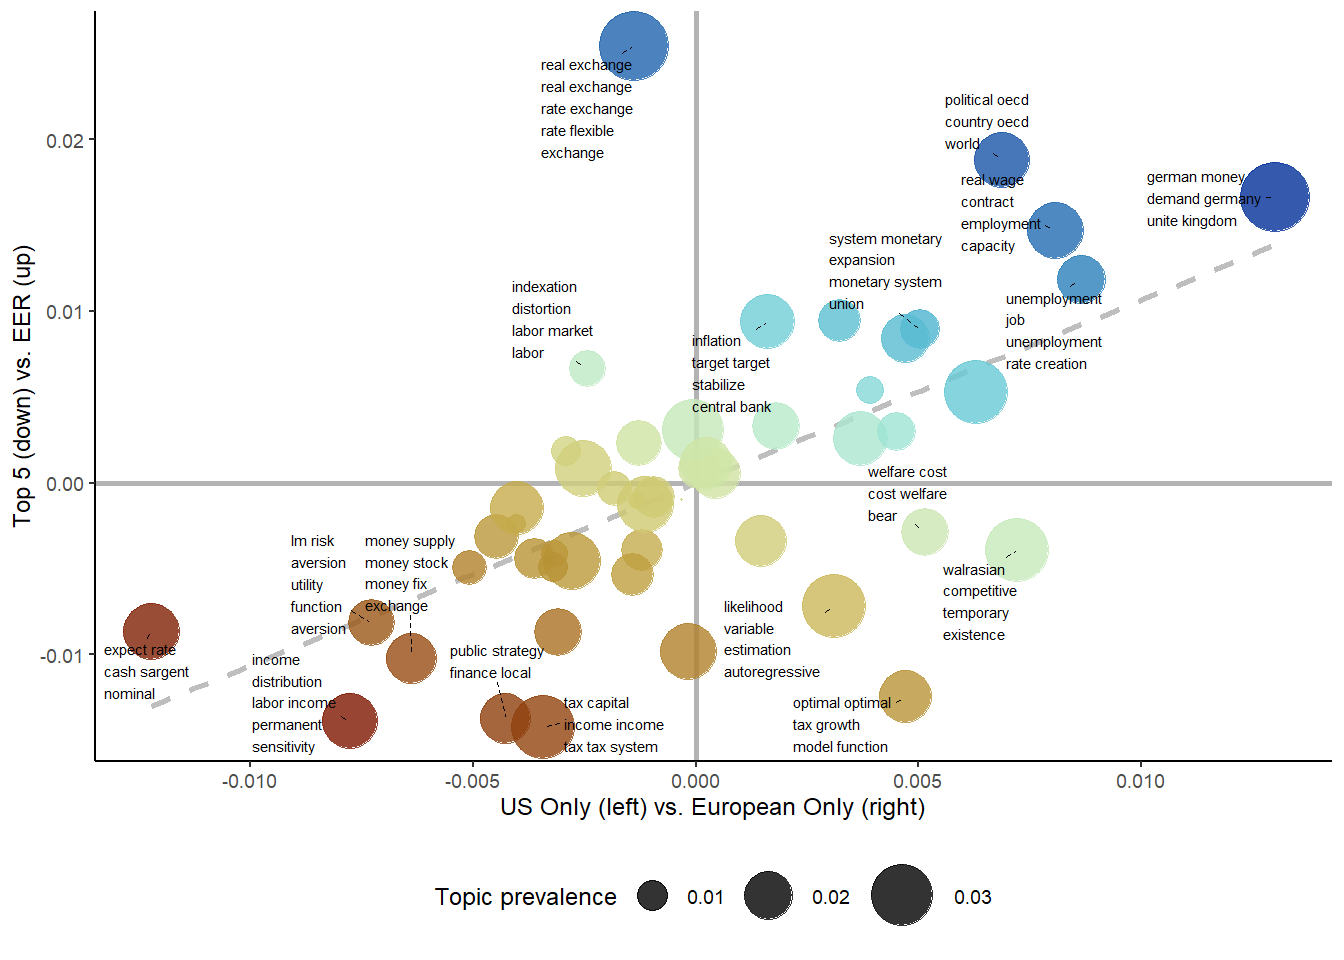 real exchange
real exchange
rate exchange
rate flexible
exchange
political oecd
country oecd
world
real wage
contract
employment
capacity
german money
demand germany
unite kingdom
system monetary
expansion
monetary system
union
indexation
distortion
labor market
labor
inflation
target target
stabilize
central bank
unemployment
job
unemployment
rate creation
welfare cost
cost welfare
bear
walrasian
competitive
temporary
existence
lm risk
aversion
utility
function
aversion
money supply
money stock
money fix
exchange
expect rate
cash sargent
nominal
income
distribution
labor income
permanent
sensitivity
public strategy
finance local
tax capital
income income
tax tax system
likelihood
variable
estimation
autoregressive
optimal optimal
tax growth
model function
Top 5 (down) vs. EER (up)
0.02
0.01
0.00
-0.01
-0.010
-0.005
0.000
0.005
0.010
US Only (left) vs. European Only (right)
Topic prevalence
0.01
0.02
0.03